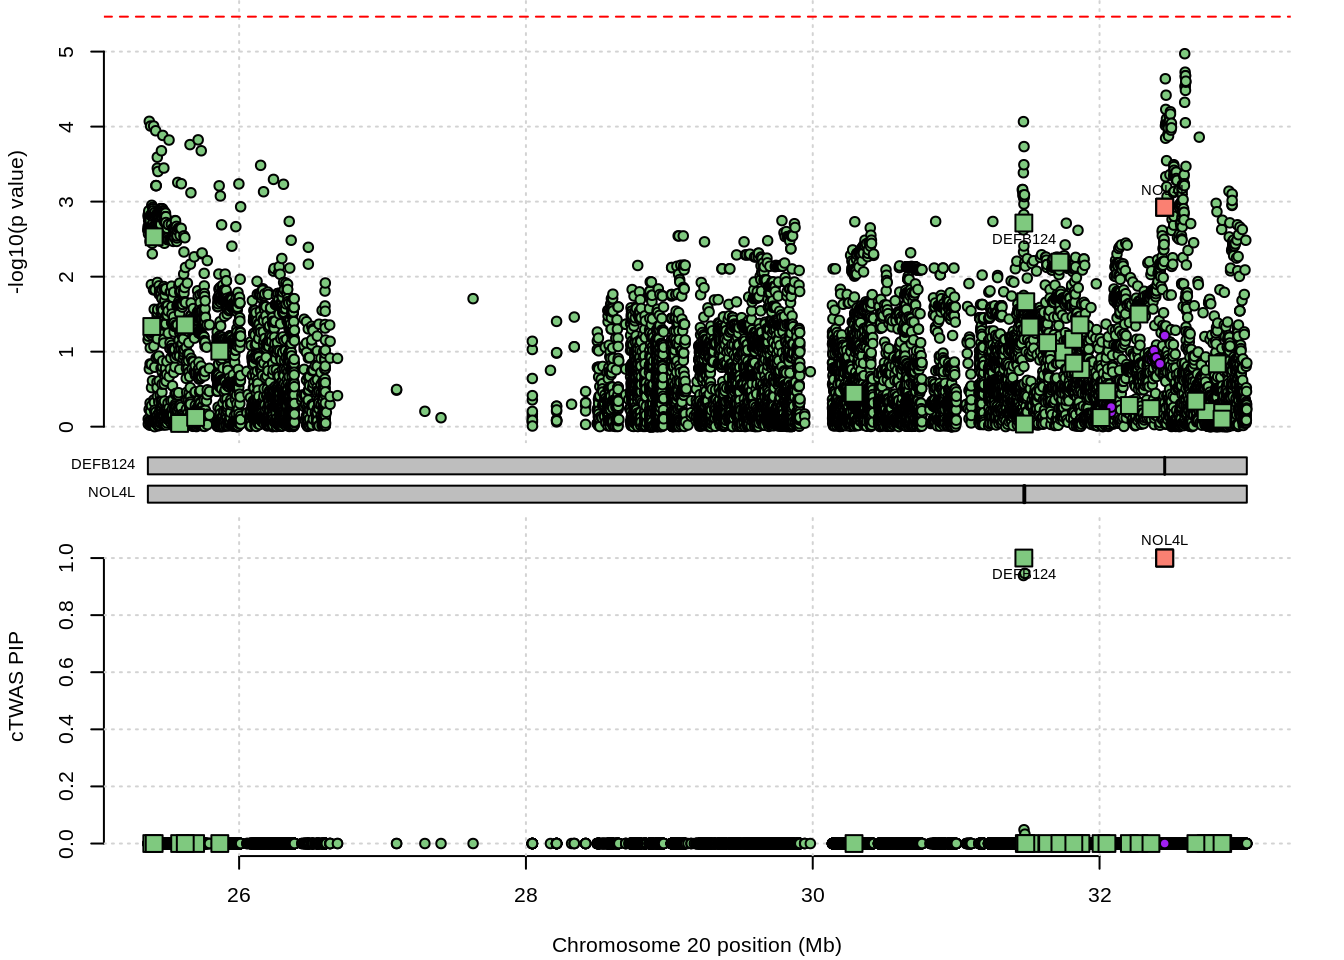 -log10(p value)
5
4
3
2
1
0
NOL4L
DEFB124
DEFB124
NOL4L
cTWAS PIP
1.0
0.8
0.6
0.4
0.2
0.0
NOL4L
DEFB124
26
28
30
32
Chromosome 20 position (Mb)